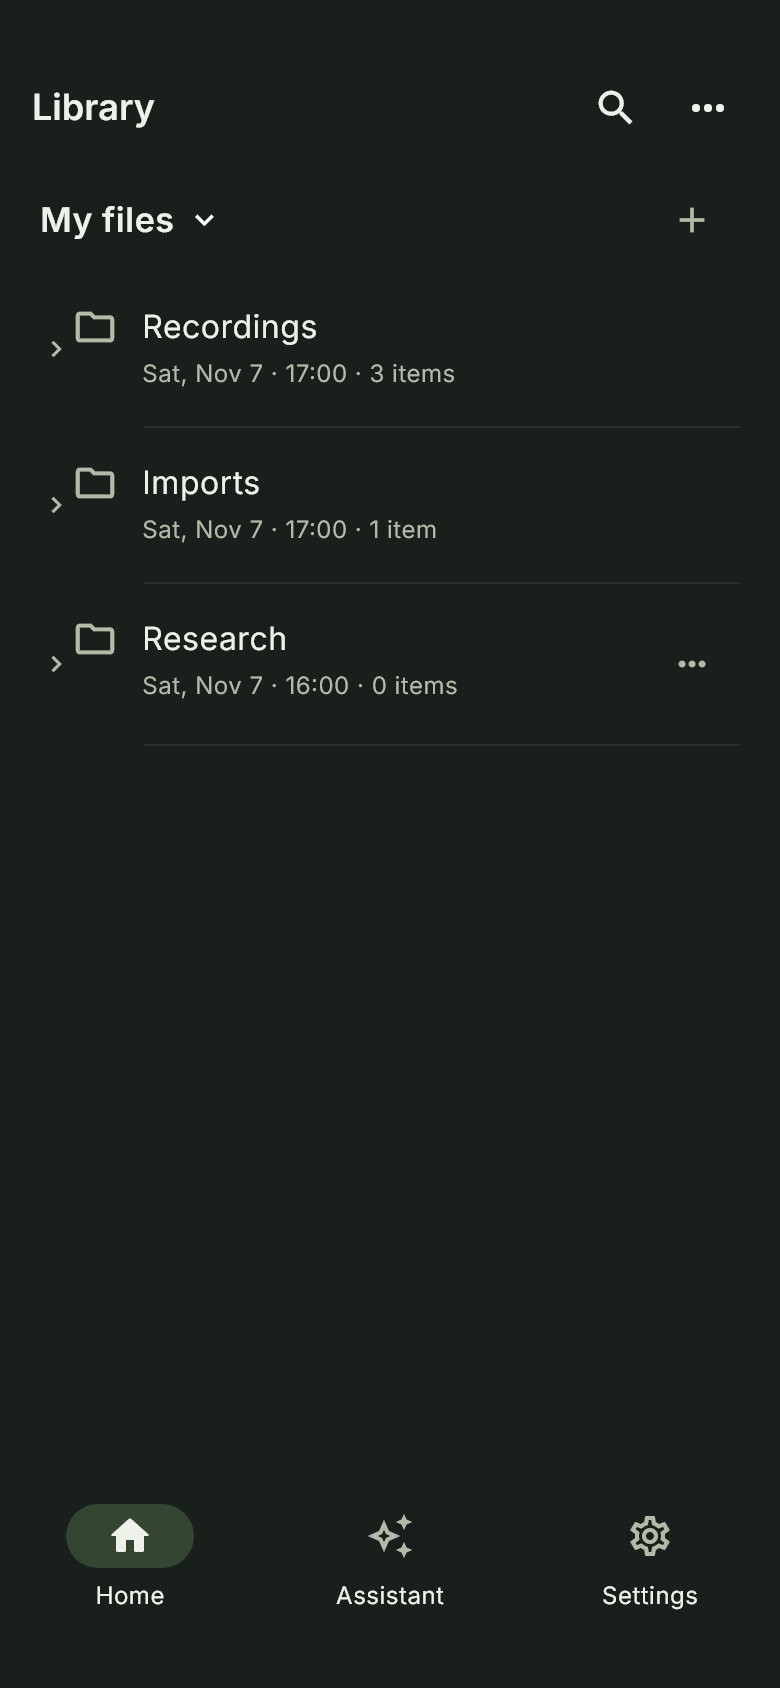 Library
My files
Recordings
Sat, Nov 7 · 17:00 · 3 items
Imports
Sat, Nov 7 · 17:00 · 1 item
Research
Sat, Nov 7 · 16:00 · 0 items
Home
Assistant
Settings